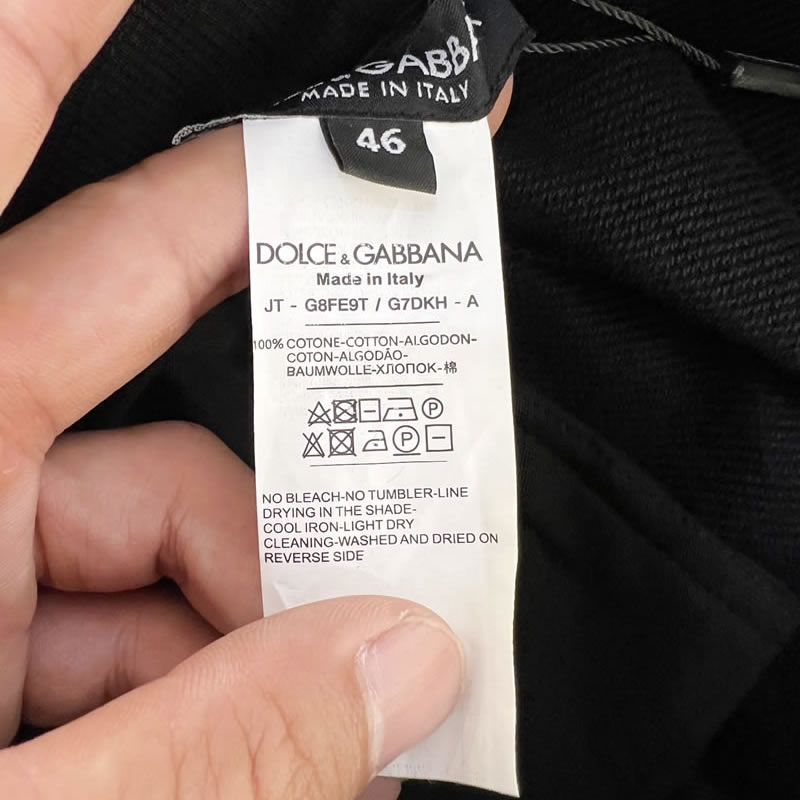 & GABBA
MADE IN ITALY
46
DOLCE & GABBANA
Made in Italy
JT - G8FE9T / G7DKH - A
100% COTONE-COTTON-ALGODON-
COTON-ALGODÃO-
BAUMWOLLE-ХЛОПОК-棉
P
P
NO BLEACH-NO TUMBLER-LINE
DRYING IN THE SHADE-
COOL IRON-LIGHT DRY
CLEANING-WASHED AND DRIED ON
REVERSE SIDE